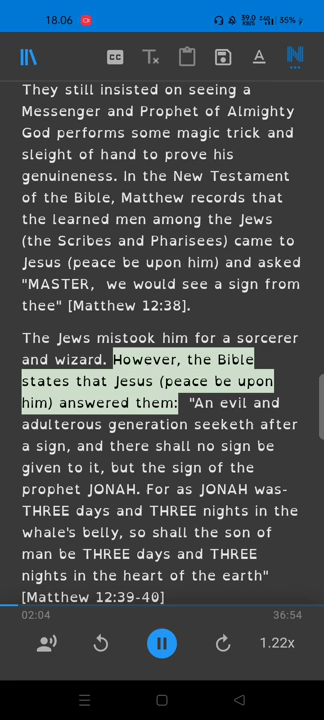 18.06
39.0 KB/S
35%
CC
They still insisted on seeing a
Messenger and Prophet of Almighty
God performs some magic trick and
sleight of hand to prove his
genuineness. In the New Testament
of the Bible, Matthew records that
the learned men among the Jews
(the Scribes and Pharisees) came to
Jesus (peace be upon him) and asked
"MASTER, we would see a sign from
thee" [Matthew 12:38].
The Jews mistook him for a sorcerer
and wizard. However, the Bible
states that Jesus (peace be upon
him) answered them: "An evil and
adulterous generation seeketh after
a sign, and there shall no sign be
given to it, but the sign of the
prophet JONAH. For as JONAH was-
THREE days and THREE nights in the
whale's belly, so shall the son of
man be THREE days and THREE
nights in the heart of the earth"
[Matthew 12:39-40]
02:04 36:54
1.22x